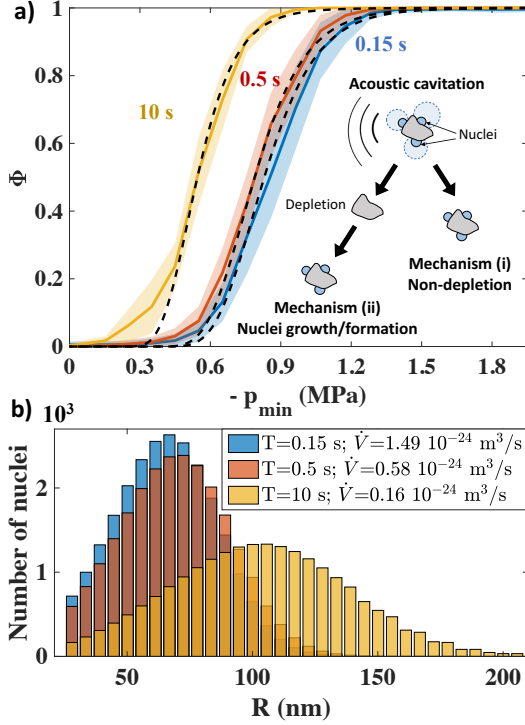 a)
1
0.8
0.6
0.4
0.2
0
Φ
10 s
0.5 s
0.15 s
Acoustic cavitation
Nuclei
Depletion
Mechanism (i)
Non-depletion
Mechanism (ii)
Nuclei growth/formation
0 0.3 0.6 0.9 1.2 1.5 1.8
- p_min (MPa)
b) 10³
T=0.15 s; V̇=1.49 10⁻²⁴ m³/s
T=0.5 s; V̇=0.58 10⁻²⁴ m³/s
T=10 s; V̇=0.16 10⁻²⁴ m³/s
2
1
0
Number of nuclei
50 100 150 200
R (nm)